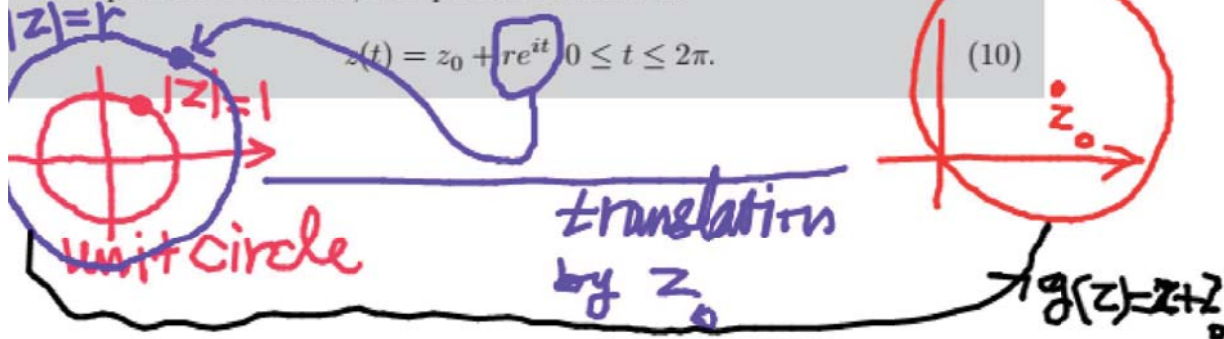 |z|=r
z(t) = z₀ + re^{it} 0 ≤ t ≤ 2π. (10)
|z|=1
z₀
unit circle
translation
by z₀
g(z)=z+z₀